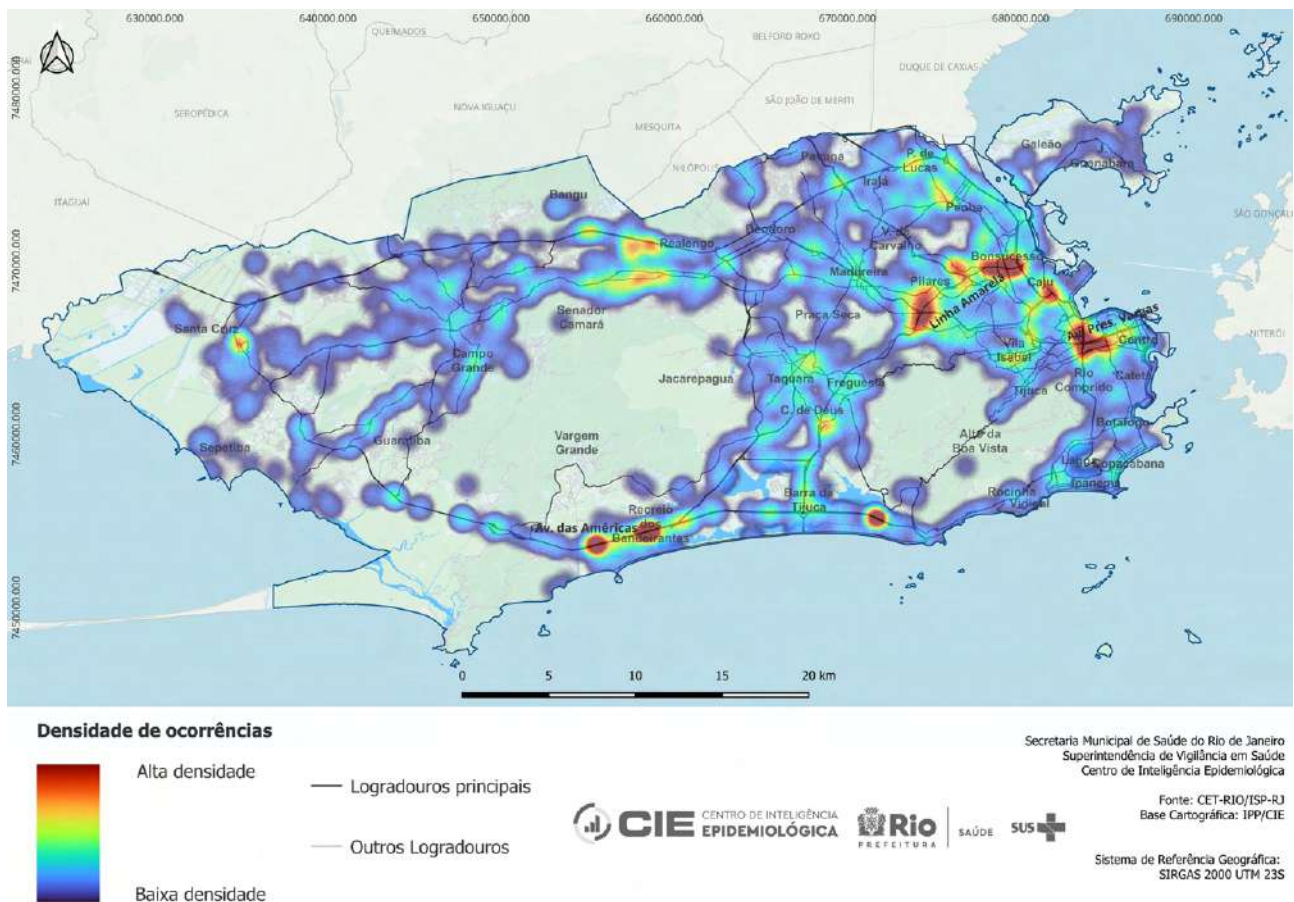 630000.000
640000.000
650000.000
660000.000
670000.000
680000.000
690000.000
7480000.000
7470000.000
7460000.000
7450000.000
QUEIMADOS
BELFORD ROXO
DUQUE DE CAXIAS
SEROPÉDICA
NOVA IGUAÇU
SÃO JOÃO DE MERITI
MESQUITA
NILÓPOLIS
ITAGUAÍ
SÃO GONÇALO
NITERÓI
Galeão
Guanabara
Pavuna
P. de
Lucas
Irajá
Penha
Bangu
Realengo
Deodoro
V. de
Carvalho
Bonsucesso
Madureira
Pilares
Linha Amarela
Caju
Senador
Camará
Praça Seca
Av. Pres. Vargas
Centro
Santa Cruz
Campo
Grande
Vila
Isabel
Jacarepaguá
Taquara
Freguesia
Tijuca
Rio
Comprido
Catete
C. de Deus
Botafogo
Sepetiba
Guaratiba
Vargem
Grande
Alto da
Boa Vista
Lagoa
Copacabana
Ipanema
Rocinha
Vidigal
Barra da
Tijuca
Av. das Américas
Recreio
dos
Bandeirantes
0 5 10 15 20 km
Densidade de ocorrências
Alta densidade
Baixa densidade
Logradouros principais
Outros Logradouros
CIE CENTRO DE INTELIGÊNCIA
EPIDEMIOLÓGICA
Rio
PREFEITURA
SAÚDE
SUS
Secretaria Municipal de Saúde do Rio de Janeiro
Superintendência de Vigilância em Saúde
Centro de Inteligência Epidemiológica
Fonte: CET-RIO/ISP-RJ
Base Cartográfica: IPP/CIE
Sistema de Referência Geográfica:
SIRGAS 2000 UTM 23S